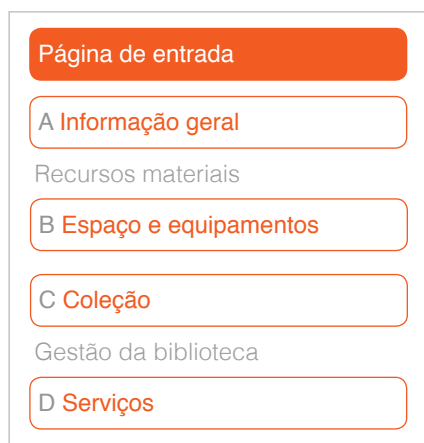 Página de entrada
A Informação geral
Recursos materiais
B Espaço e equipamentos
C Coleção
Gestão da biblioteca
D Serviços